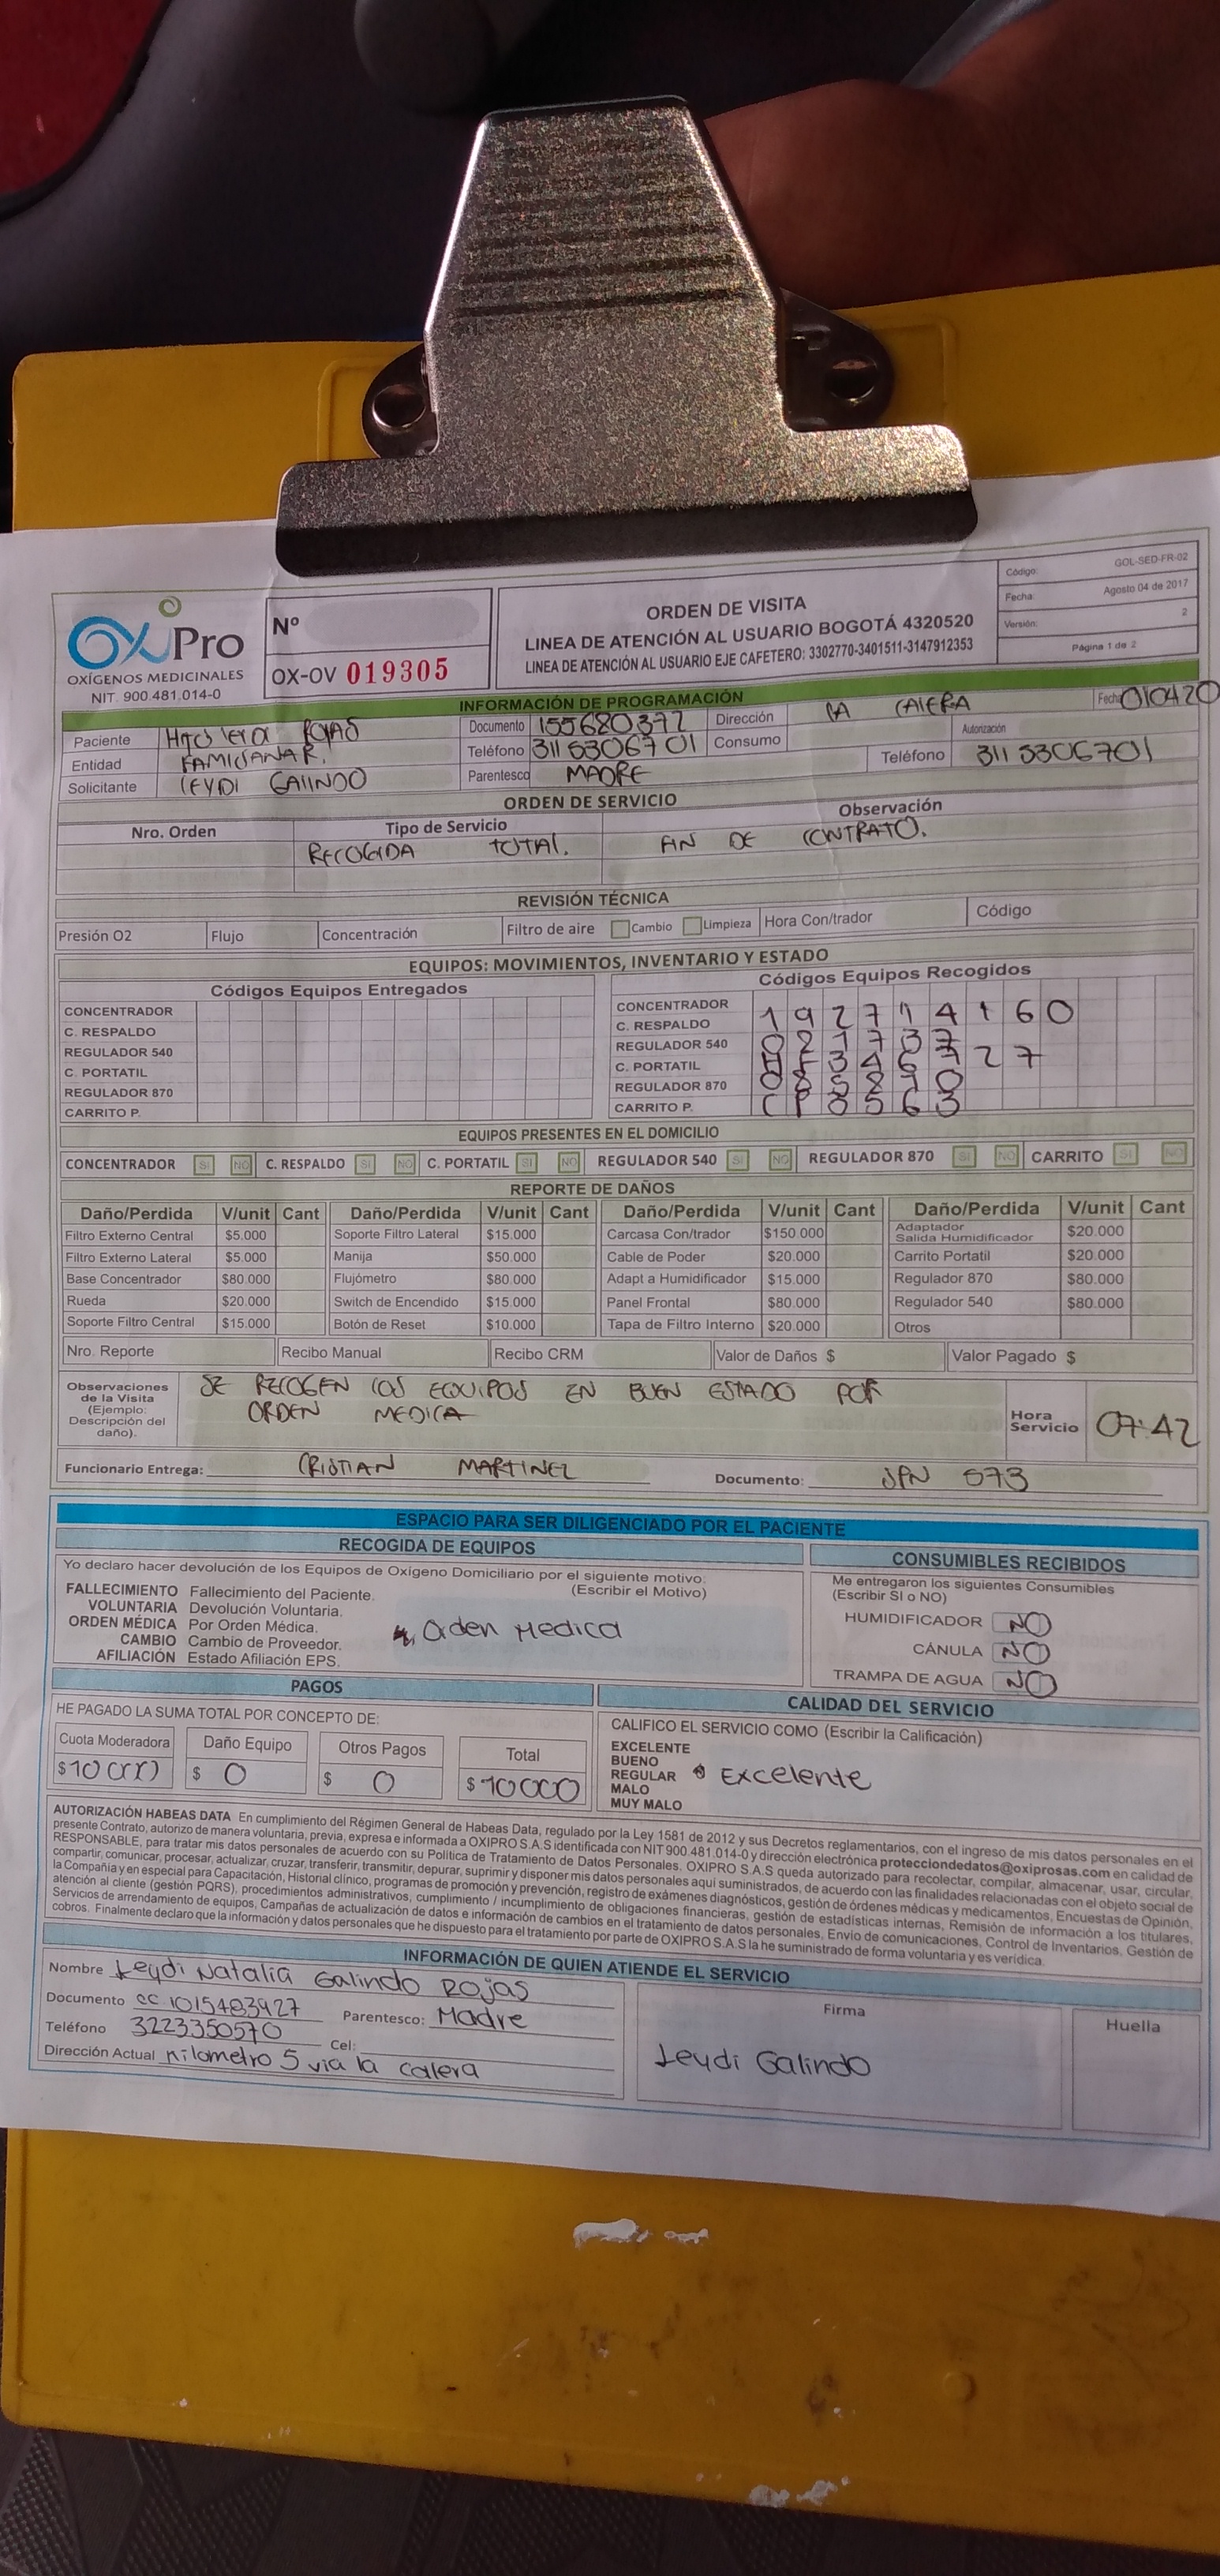 OxiPro
OXÍGENOS MEDICINALES
NIT. 900.481.014-0
Nº
OX-OV 019305
ORDEN DE VISITA
LINEA DE ATENCIÓN AL USUARIO BOGOTÁ 4320520
LINEA DE ATENCIÓN AL USUARIO EJE CAFETERO: 3302770-3401511-3147912353
Código: GOL-SED-FR-02
Fecha: Agosto 04 de 2017
Versión: 2
Página 1 de 2
INFORMACIÓN DE PROGRAMACIÓN
Paciente ROJAS Documento 155680372 Dirección LA CALERA Fecha 010420
Entidad FAMISANAR. Teléfono 3115306701 Consumo Autorización
Solicitante LEYDI GALINDO Parentesco MADRE Teléfono 3115306701
ORDEN DE SERVICIO
Nro. Orden Tipo de Servicio Observación
RECOGIDA TOTAL. FIN DE CONTRATO.
REVISIÓN TÉCNICA
Presión O2 Flujo Concentración Filtro de aire Cambio Limpieza Hora Con/trador Código
EQUIPOS: MOVIMIENTOS, INVENTARIO Y ESTADO
Códigos Equipos Entregados Códigos Equipos Recogidos
CONCENTRADOR CONCENTRADOR
C. RESPALDO C. RESPALDO
REGULADOR 540 REGULADOR 540
C. PORTATIL C. PORTATIL
REGULADOR 870 REGULADOR 870
CARRITO P. CARRITO P. CP8563
EQUIPOS PRESENTES EN EL DOMICILIO
CONCENTRADOR SI NO C. RESPALDO SI NO C. PORTATIL SI NO REGULADOR 540 SI NO REGULADOR 870 SI NO CARRITO SI NO
REPORTE DE DAÑOS
Daño/Perdida V/unit Cant Daño/Perdida V/unit Cant Daño/Perdida V/unit Cant Daño/Perdida V/unit Cant
Filtro Externo Central $5.000 Soporte Filtro Lateral $15.000 Carcasa Con/trador $150.000 Adaptador Salida Humidificador $20.000
Filtro Externo Lateral $5.000 Manija $50.000 Cable de Poder $20.000 Carrito Portatil $20.000
Base Concentrador $80.000 Flujómetro $80.000 Adapt a Humidificador $15.000 Regulador 870 $80.000
Rueda $20.000 Switch de Encendido $15.000 Panel Frontal $80.000 Regulador 540 $80.000
Soporte Filtro Central $15.000 Botón de Reset $10.000 Tapa de Filtro Interno $20.000 Otros
Nro. Reporte Recibo Manual Recibo CRM Valor de Daños $ Valor Pagado $
Observaciones de la Visita (Ejemplo: Descripción del daño). SE RECOGEN LOS EQUIPOS EN BUEN ESTADO POR
ORDEN MEDICA
Hora Servicio 07:42
Funcionario Entrega: CRISTIAN MARTINEZ Documento: 573
ESPACIO PARA SER DILIGENCIADO POR EL PACIENTE
RECOGIDA DE EQUIPOS
Yo declaro hacer devolución de los Equipos de Oxigeno Domiciliario por el siguiente motivo:
(Escribir el Motivo)
FALLECIMIENTO Fallecimiento del Paciente.
VOLUNTARIA Devolución Voluntaria.
ORDEN MÉDICA Por Orden Médica.
CAMBIO Cambio de Proveedor.
AFILIACIÓN Estado Afiliación EPS.
Orden Medica
CONSUMIBLES RECIBIDOS
Me entregaron los siguientes Consumibles
(Escribir SI o NO)
HUMIDIFICADOR NO
CÁNULA NO
TRAMPA DE AGUA NO
PAGOS
HE PAGADO LA SUMA TOTAL POR CONCEPTO DE:
Cuota Moderadora Daño Equipo Otros Pagos Total
$10000 $ 0 $ 0 $10000
CALIDAD DEL SERVICIO
CALIFICO EL SERVICIO COMO (Escribir la Calificación)
EXCELENTE
BUENO
REGULAR
MALO
MUY MALO
Excelente
AUTORIZACIÓN HABEAS DATA En cumplimiento del Régimen General de Habeas Data, regulado por la Ley 1581 de 2012 y sus Decretos reglamentarios, con el ingreso de mis datos personales en el
presente Contrato, autorizo de manera voluntaria, previa, expresa e informada a OXIPRO S.A.S identificada con NIT 900.481.014-0 y dirección electrónica protecciondedatos@oxiprosas.com en calidad de
RESPONSABLE, para tratar mis datos personales de acuerdo con su Política de Tratamiento de Datos Personales. OXIPRO S.A.S queda autorizado para recolectar, compilar, almacenar, usar, circular,
compartir, comunicar, procesar, actualizar, cruzar, transferir, transmitir, depurar, suprimir y disponer mis datos personales aquí suministrados, de acuerdo con las finalidades relacionadas con el objeto social de
la Compañía y en especial para Capacitación, Historial clínico, programas de promoción y prevención, registro de exámenes diagnósticos, gestión de órdenes médicas y medicamentos, Encuestas de Opinión,
atención al cliente (gestión PQRS), procedimientos administrativos, cumplimiento / incumplimiento de obligaciones financieras, gestión de estadísticas internas, Remisión de información a los titulares,
Servicios de arrendamiento de equipos, Campañas de actualización de datos e información de cambios en el tratamiento de datos personales, Envío de comunicaciones, Control de Inventarios, Gestión de
cobros. Finalmente declaro que la información y datos personales que he dispuesto para el tratamiento por parte de OXIPRO S.A.S la he suministrado de forma voluntaria y es verídica.
INFORMACIÓN DE QUIEN ATIENDE EL SERVICIO
Nombre Leydi Natalia Galindo Rojas
Documento cc 1015483927 Parentesco: Madre
Teléfono 3223350570 Cel:
Dirección Actual kilometro 5 via la calera
Firma
Leydi Galindo
Huella